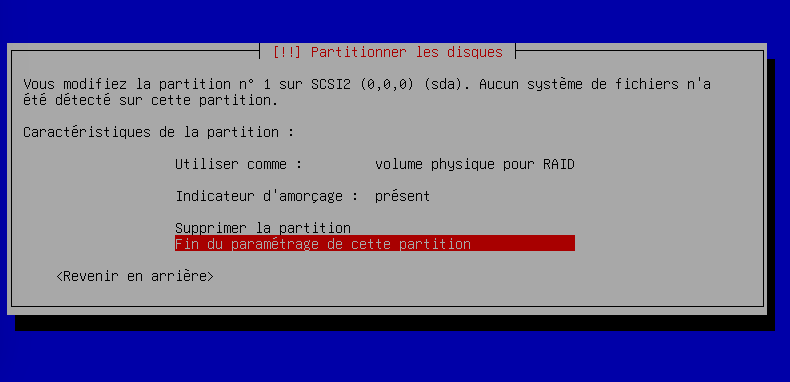 [!!] Partitionner les disques
Vous modifiez la partition n° 1 sur SCSI2 (0,0,0) (sda). Aucun système de fichiers n'a
été détecté sur cette partition.
Caractéristiques de la partition :
Utiliser comme : volume physique pour RAID
Indicateur d'amorçage : présent
Supprimer la partition
Fin du paramétrage de cette partition
<Revenir en arrière>